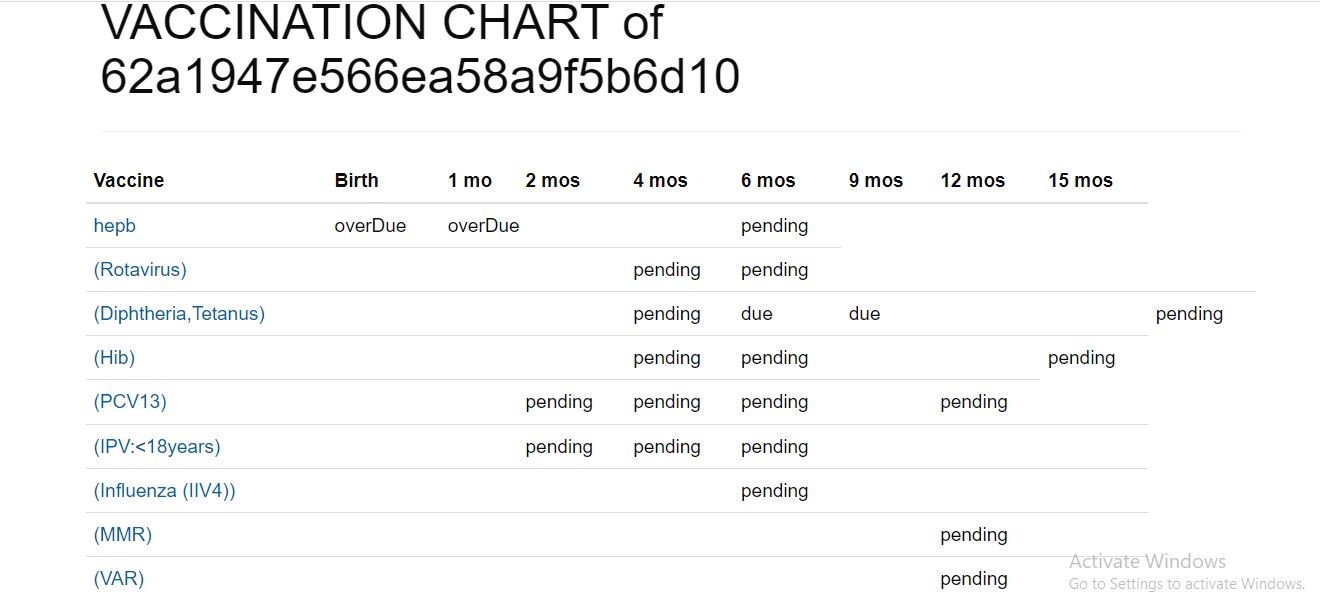 VACCINATION CHART of
62a1947e566ea58a9f5b6d10
Vaccine Birth 1 mo 2 mos 4 mos 6 mos 9 mos 12 mos 15 mos
hepb overDue overDue pending
(Rotavirus) pending pending
(Diphtheria,Tetanus) pending due due pending
(Hib) pending pending pending
(PCV13) pending pending pending pending
(IPV:<18years) pending pending pending
(Influenza (IIV4)) pending
(MMR) pending
(VAR) pending
Activate Windows
Go to Settings to activate Windows.